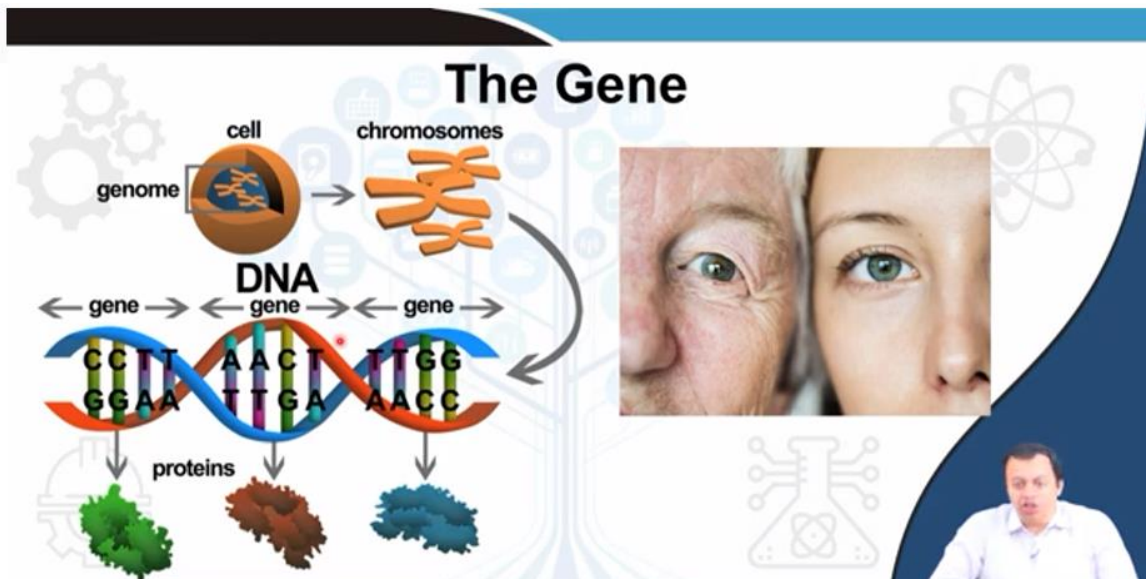 The Gene
cell
chromosomes
genome
DNA
gene gene gene
CCTT AACT TTGG
GGAA TTGA AACC
proteins